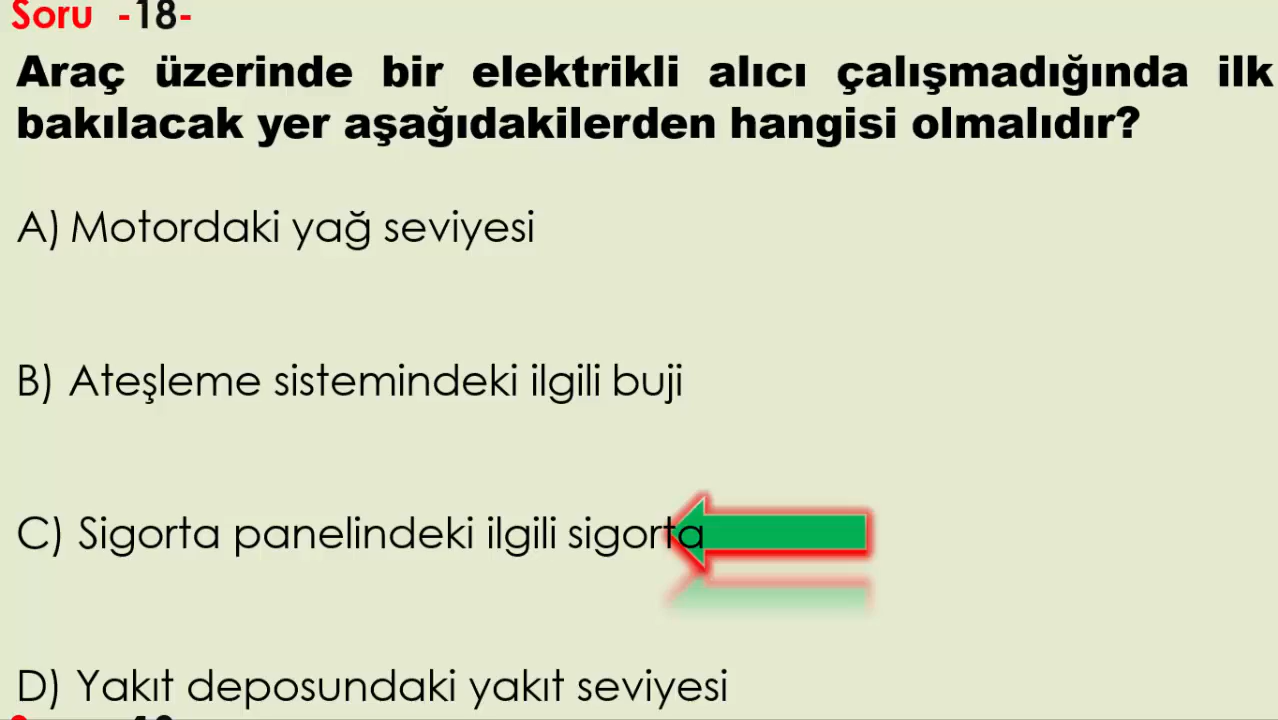 Soru -18-
Araç üzerinde bir elektrikli alıcı çalışmadığında ilk
bakılacak yer aşağıdakilerden hangisi olmalıdır?
A) Motordaki yağ seviyesi
B) Ateşleme sistemindeki ilgili buji
C) Sigorta panelindeki ilgili sigorta
D) Yakıt deposundaki yakıt seviyesi